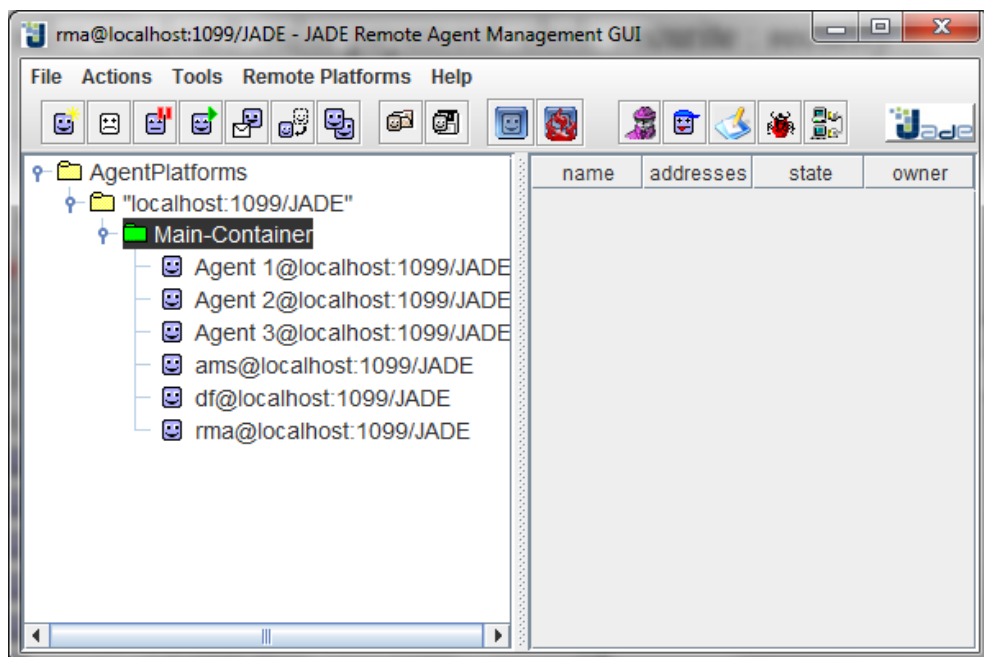 rma@localhost:1099/JADE - JADE Remote Agent Management GUI
File Actions Tools Remote Platforms Help
Jade
AgentPlatforms
"localhost:1099/JADE"
Main-Container
Agent 1@localhost:1099/JADE
Agent 2@localhost:1099/JADE
Agent 3@localhost:1099/JADE
ams@localhost:1099/JADE
df@localhost:1099/JADE
rma@localhost:1099/JADE
name addresses state owner